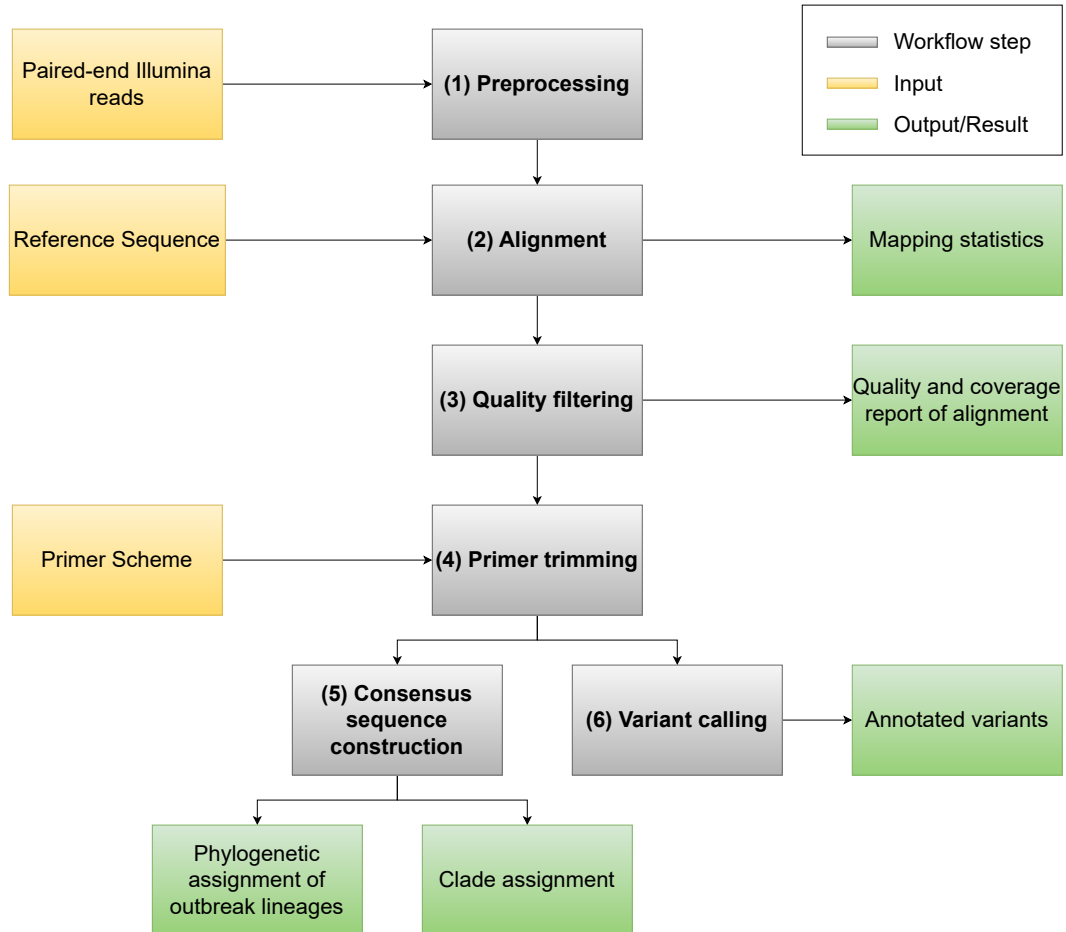 Paired-end Illumina
reads
(1) Preprocessing
Workflow step
Input
Output/Result
Reference Sequence
(2) Alignment
Mapping statistics
(3) Quality filtering
Quality and coverage
report of alignment
Primer Scheme
(4) Primer trimming
(5) Consensus
sequence
construction
(6) Variant calling
Annotated variants
Phylogenetic
assignment of
outbreak lineages
Clade assignment